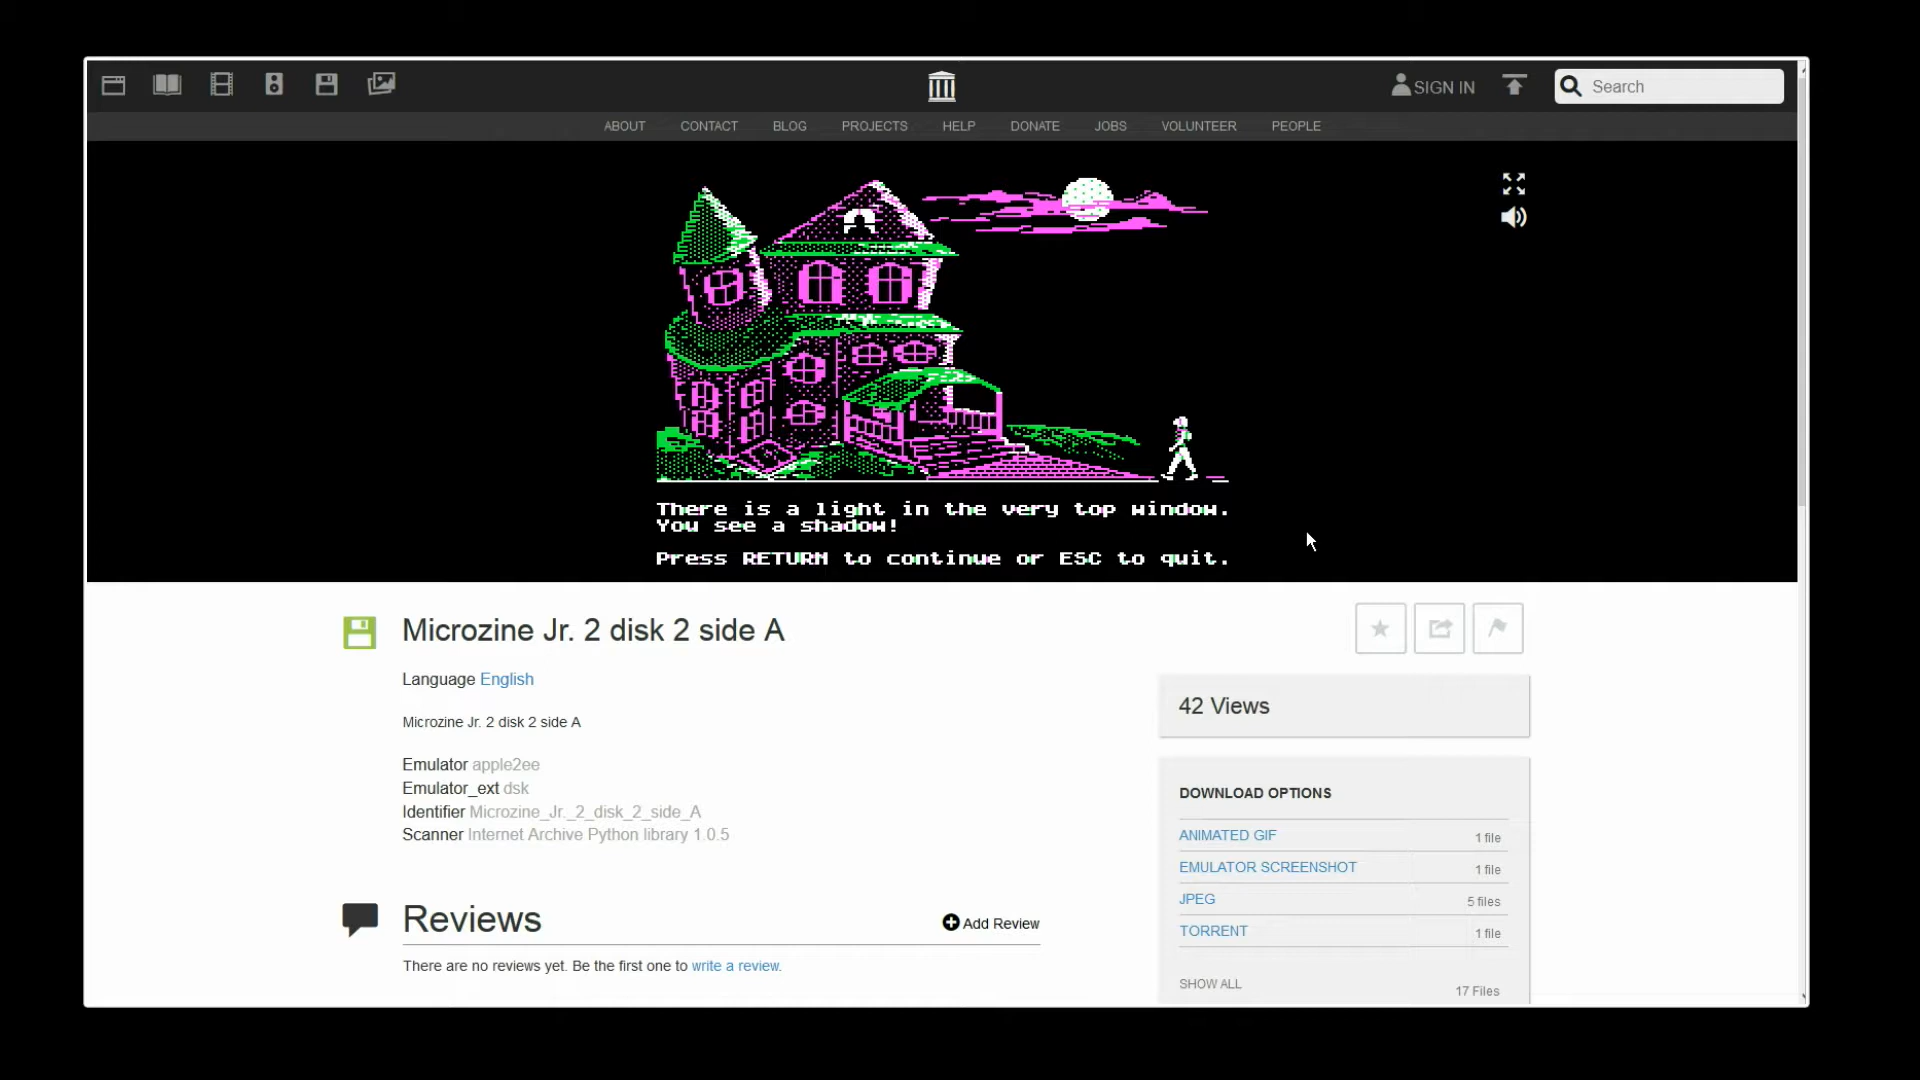 SIGN IN
Search
ABOUT CONTACT BLOG PROJECTS HELP DONATE JOBS VOLUNTEER PEOPLE
There is a light in the very top window.
You see a shadow!
Press RETURN to continue or ESC to quit.
Microzine Jr. 2 disk 2 side A
Language English
Microzine Jr. 2 disk 2 side A
Emulator apple2ee
Emulator_ext dsk
Identifier Microzine_Jr._2_disk_2_side_A
Scanner Internet Archive Python library 1.0.5
Reviews
Add Review
There are no reviews yet. Be the first one to write a review.
42 Views
DOWNLOAD OPTIONS
ANIMATED GIF 1 file
EMULATOR SCREENSHOT 1 file
JPEG 5 files
TORRENT 1 file
SHOW ALL 17 Files